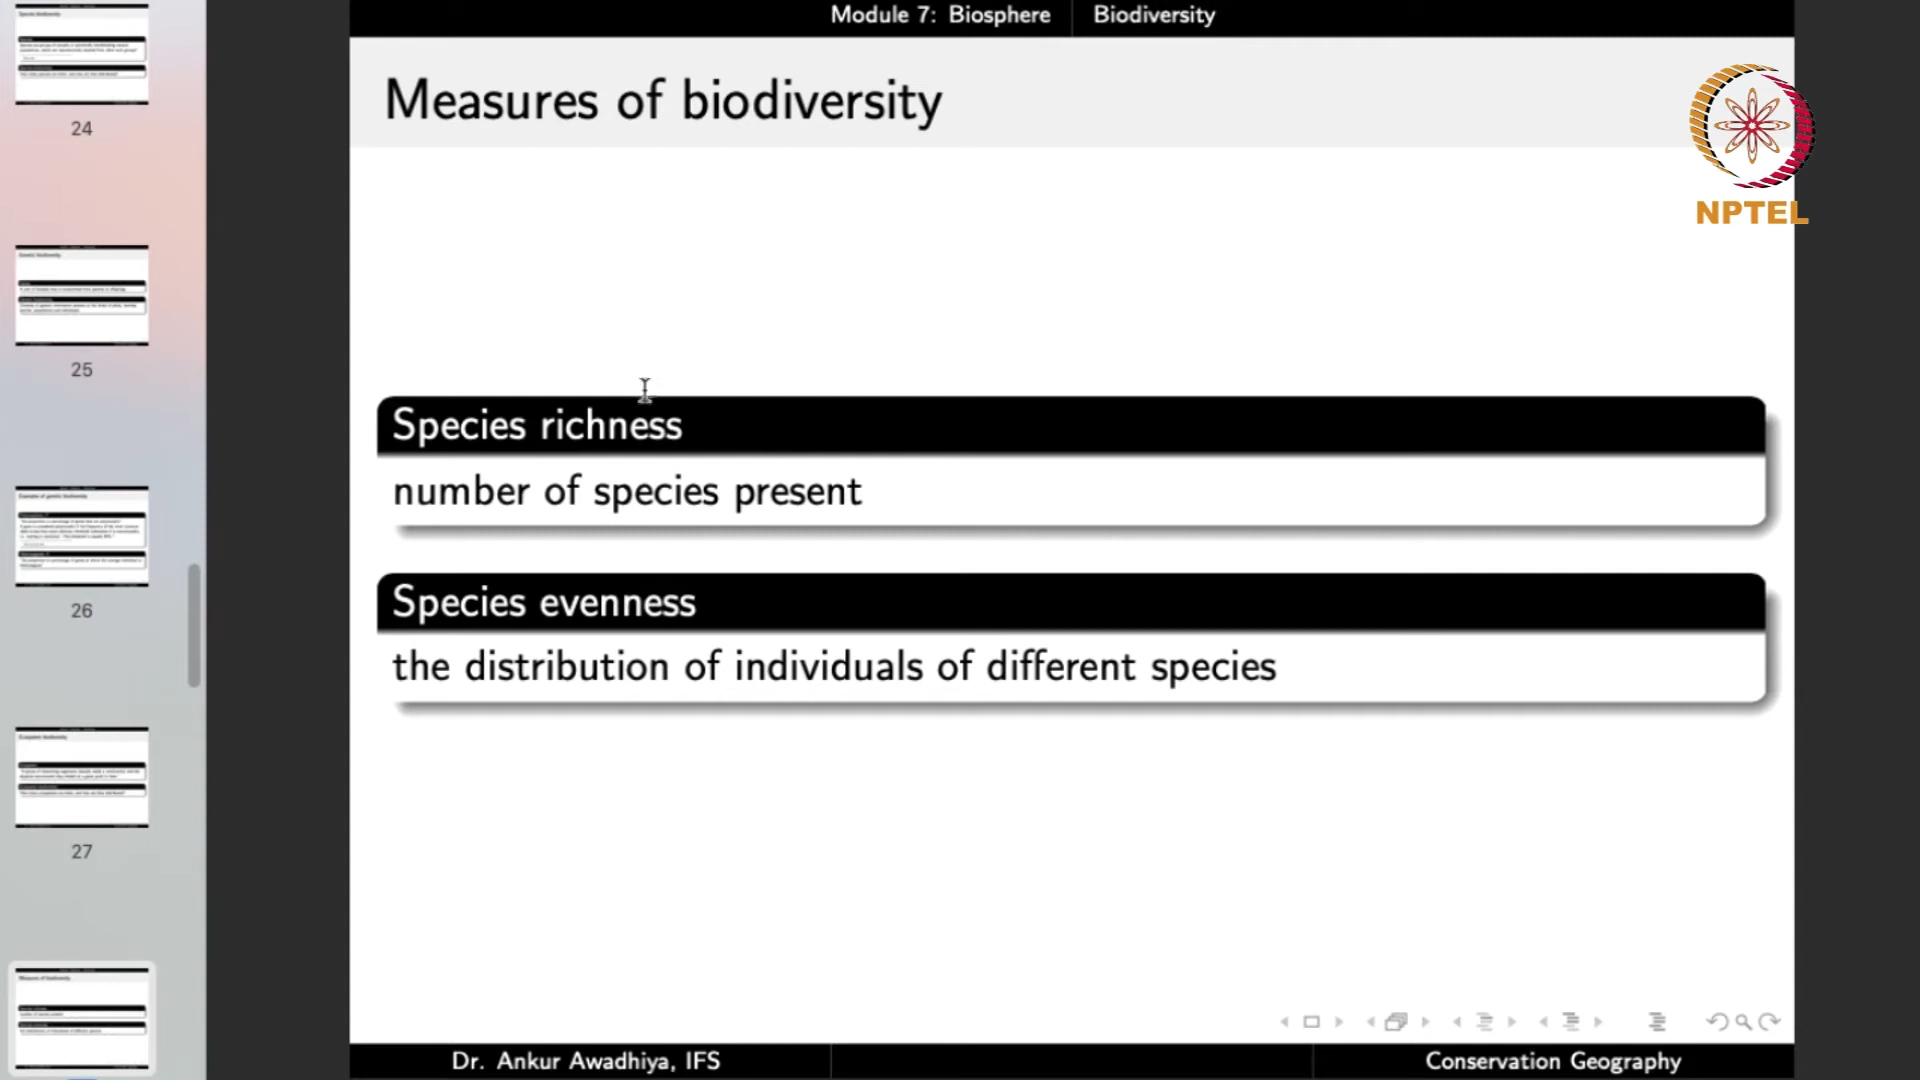 Module 7: Biosphere Biodiversity
Measures of biodiversity
NPTEL
Species richness
number of species present
Species evenness
the distribution of individuals of different species
Dr. Ankur Awadhiya, IFS Conservation Geography
24
25
26
27